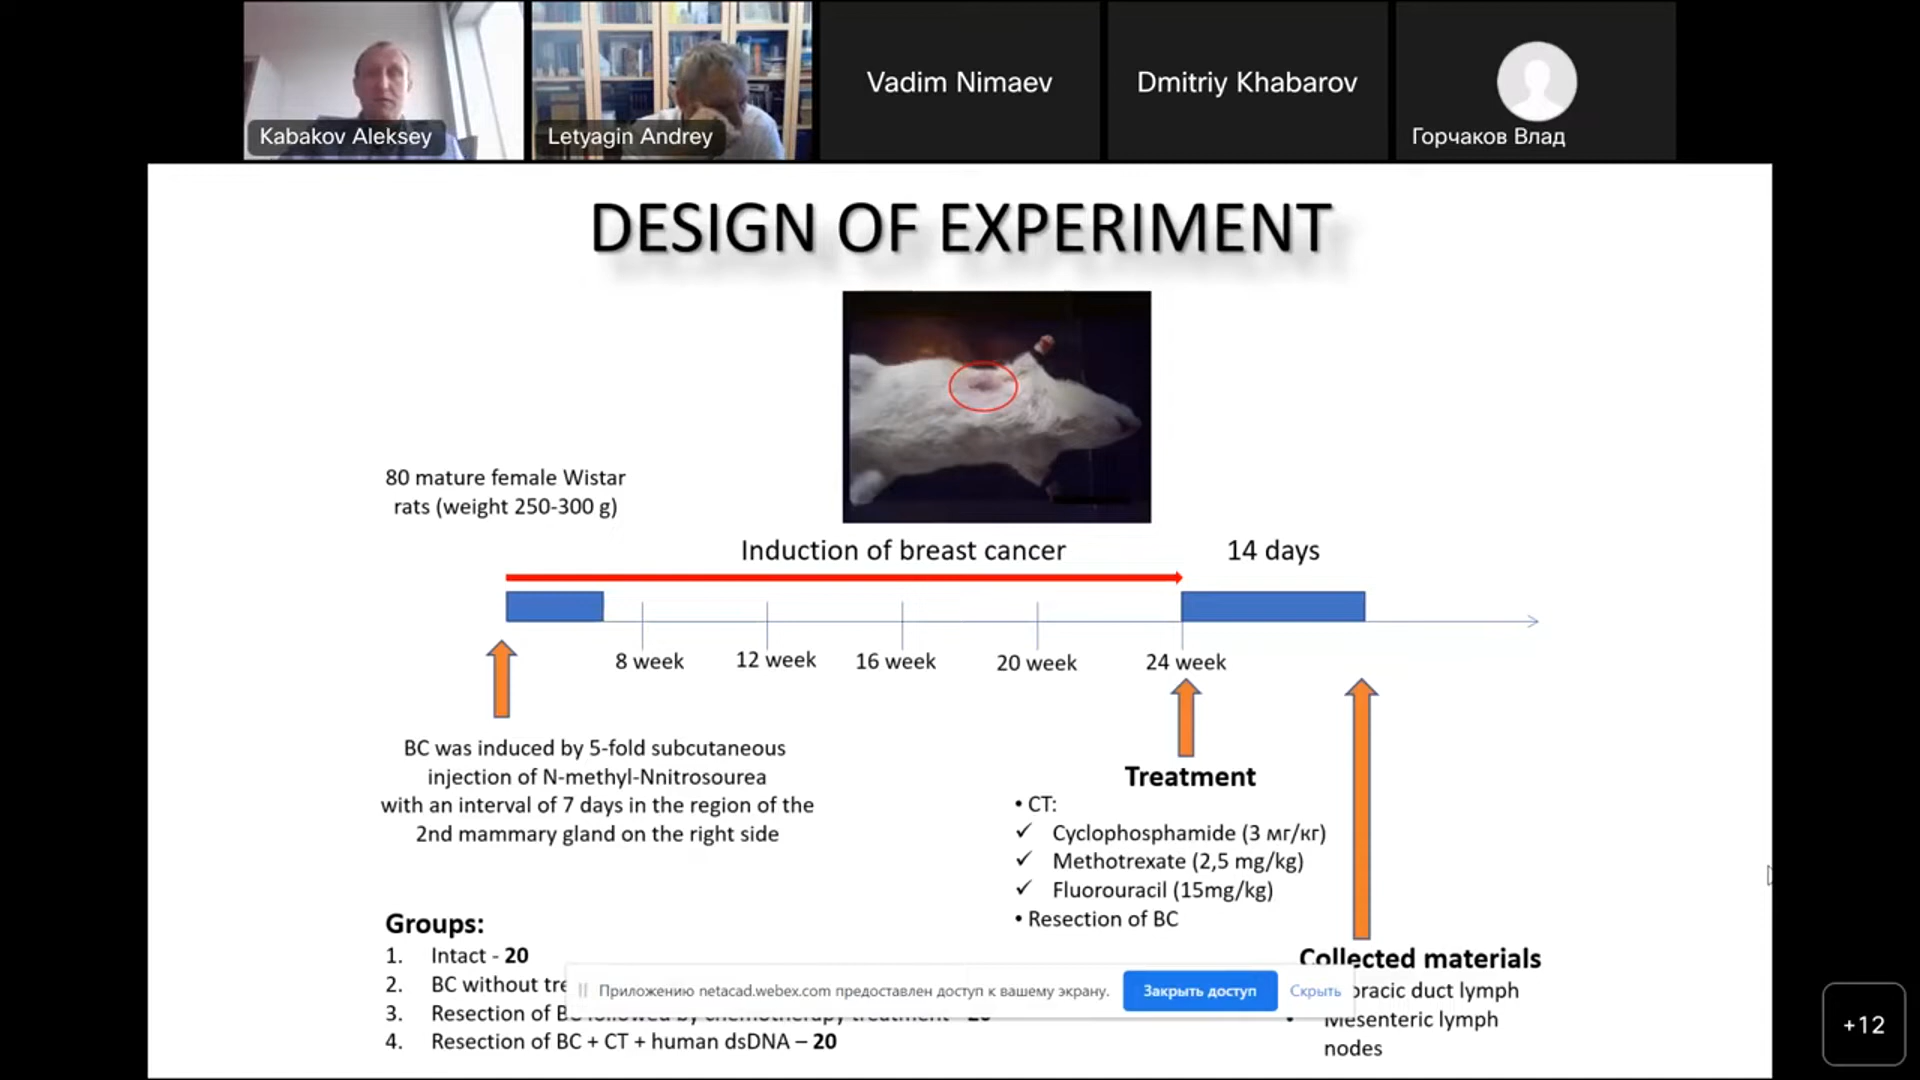 Kabakov Aleksey
Letyagin Andrey
Vadim Nimaev
Dmitriy Khabarov
Горчаков Влад
DESIGN OF EXPERIMENT
80 mature female Wistar
rats (weight 250-300 g)
Induction of breast cancer
14 days
8 week
12 week
16 week
20 week
24 week
BC was induced by 5-fold subcutaneous
injection of N-methyl-Nnitrosourea
with an interval of 7 days in the region of the
2nd mammary gland on the right side
Treatment
• CT:
✓ Cyclophosphamide (3 мг/кг)
✓ Methotrexate (2,5 mg/kg)
✓ Fluorouracil (15mg/kg)
• Resection of BC
Groups:
1. Intact - 20
2. BC without
3. Resection of BC followed by chemotherapy treatment - 20
4. Resection of BC + CT + human dsDNA – 20
Collected materials
duct lymph
• Mesenteric lymph
nodes
Приложению netacad.webex.com предоставлен доступ к вашему экрану.
Закрыть доступ
Скрыть
+12